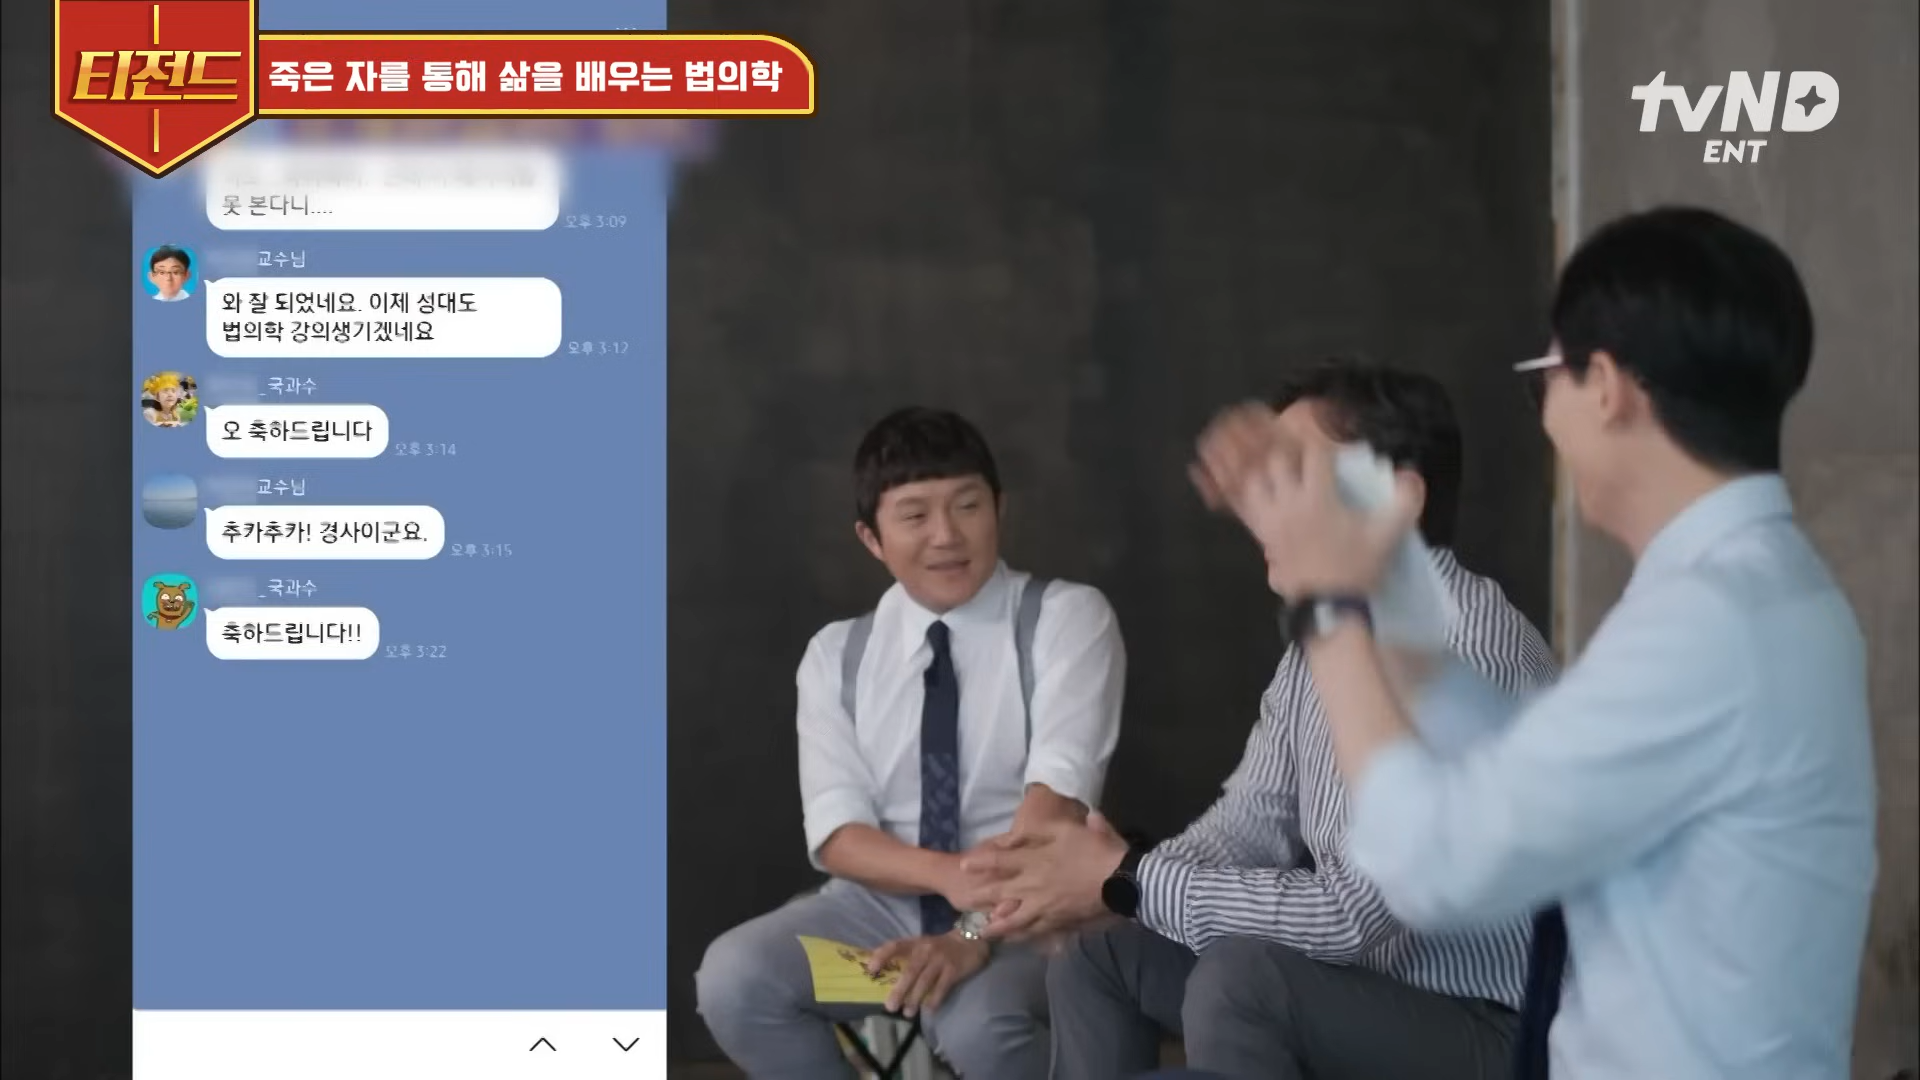 티전드
죽은 자를 통해 삶을 배우는 법의학
tvND
ENT
못 본다니....
오후 3:09
교수님
와 잘 되었네요. 이제 성대도
법의학 강의생기겠네요
오후 3:12
_국과수
오 축하드립니다
오후 3:14
교수님
추카추카! 경사이군요.
오후 3:15
_국과수
축하드립니다!!
오후 3:22